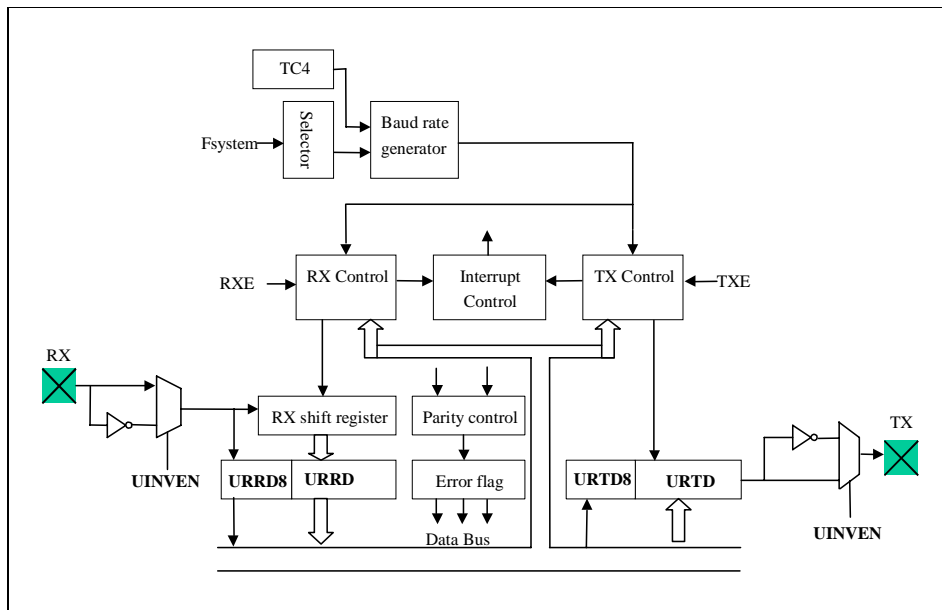 TC4
Selector
Fsystem
Baud rate
generator
RXE
RX Control
Interrupt
Control
TX Control
TXE
RX
RX shift register
Parity control
TX
UINVEN
URRD8
URRD
Error flag
URTD8
URTD
UINVEN
Data Bus